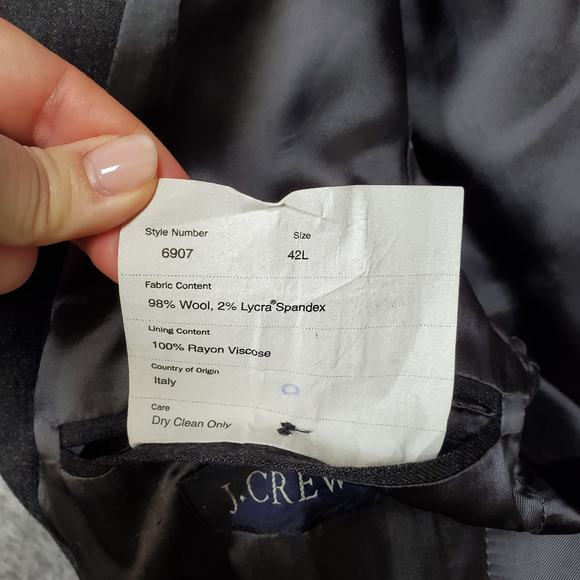 Style Number Size
6907 42L
Fabric Content
98% Wool, 2% Lycra® Spandex
Lining Content
100% Rayon Viscose
Country of Origin
Italy
Care
Dry Clean Only
J.CREW